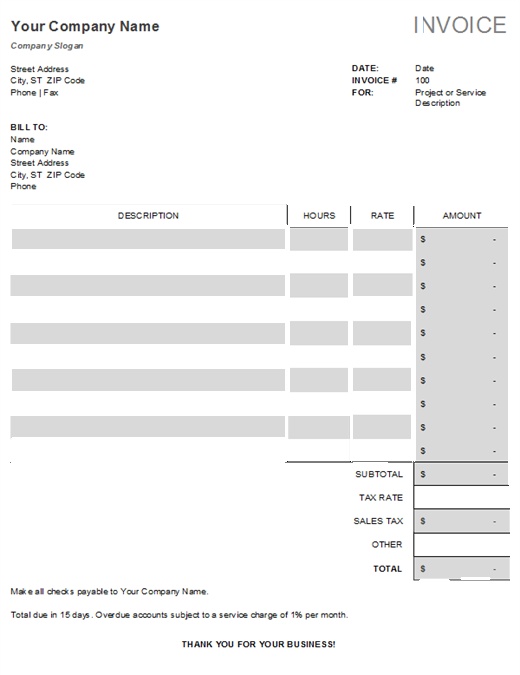 Your Company Name
INVOICE
Company Slogan
Street Address
DATE: Date
City, ST ZIP Code
INVOICE # 100
Phone | Fax
FOR: Project or Service
Description
BILL TO:
Name
Company Name
Street Address
City, ST ZIP Code
Phone
DESCRIPTION HOURS RATE AMOUNT
$ -
$ -
$ -
$ -
$ -
$ -
$ -
$ -
$ -
$ -
SUBTOTAL $ -
TAX RATE
SALES TAX $ -
OTHER
TOTAL $ -
Make all checks payable to Your Company Name.
Total due in 15 days. Overdue accounts subject to a service charge of 1% per month.
THANK YOU FOR YOUR BUSINESS!